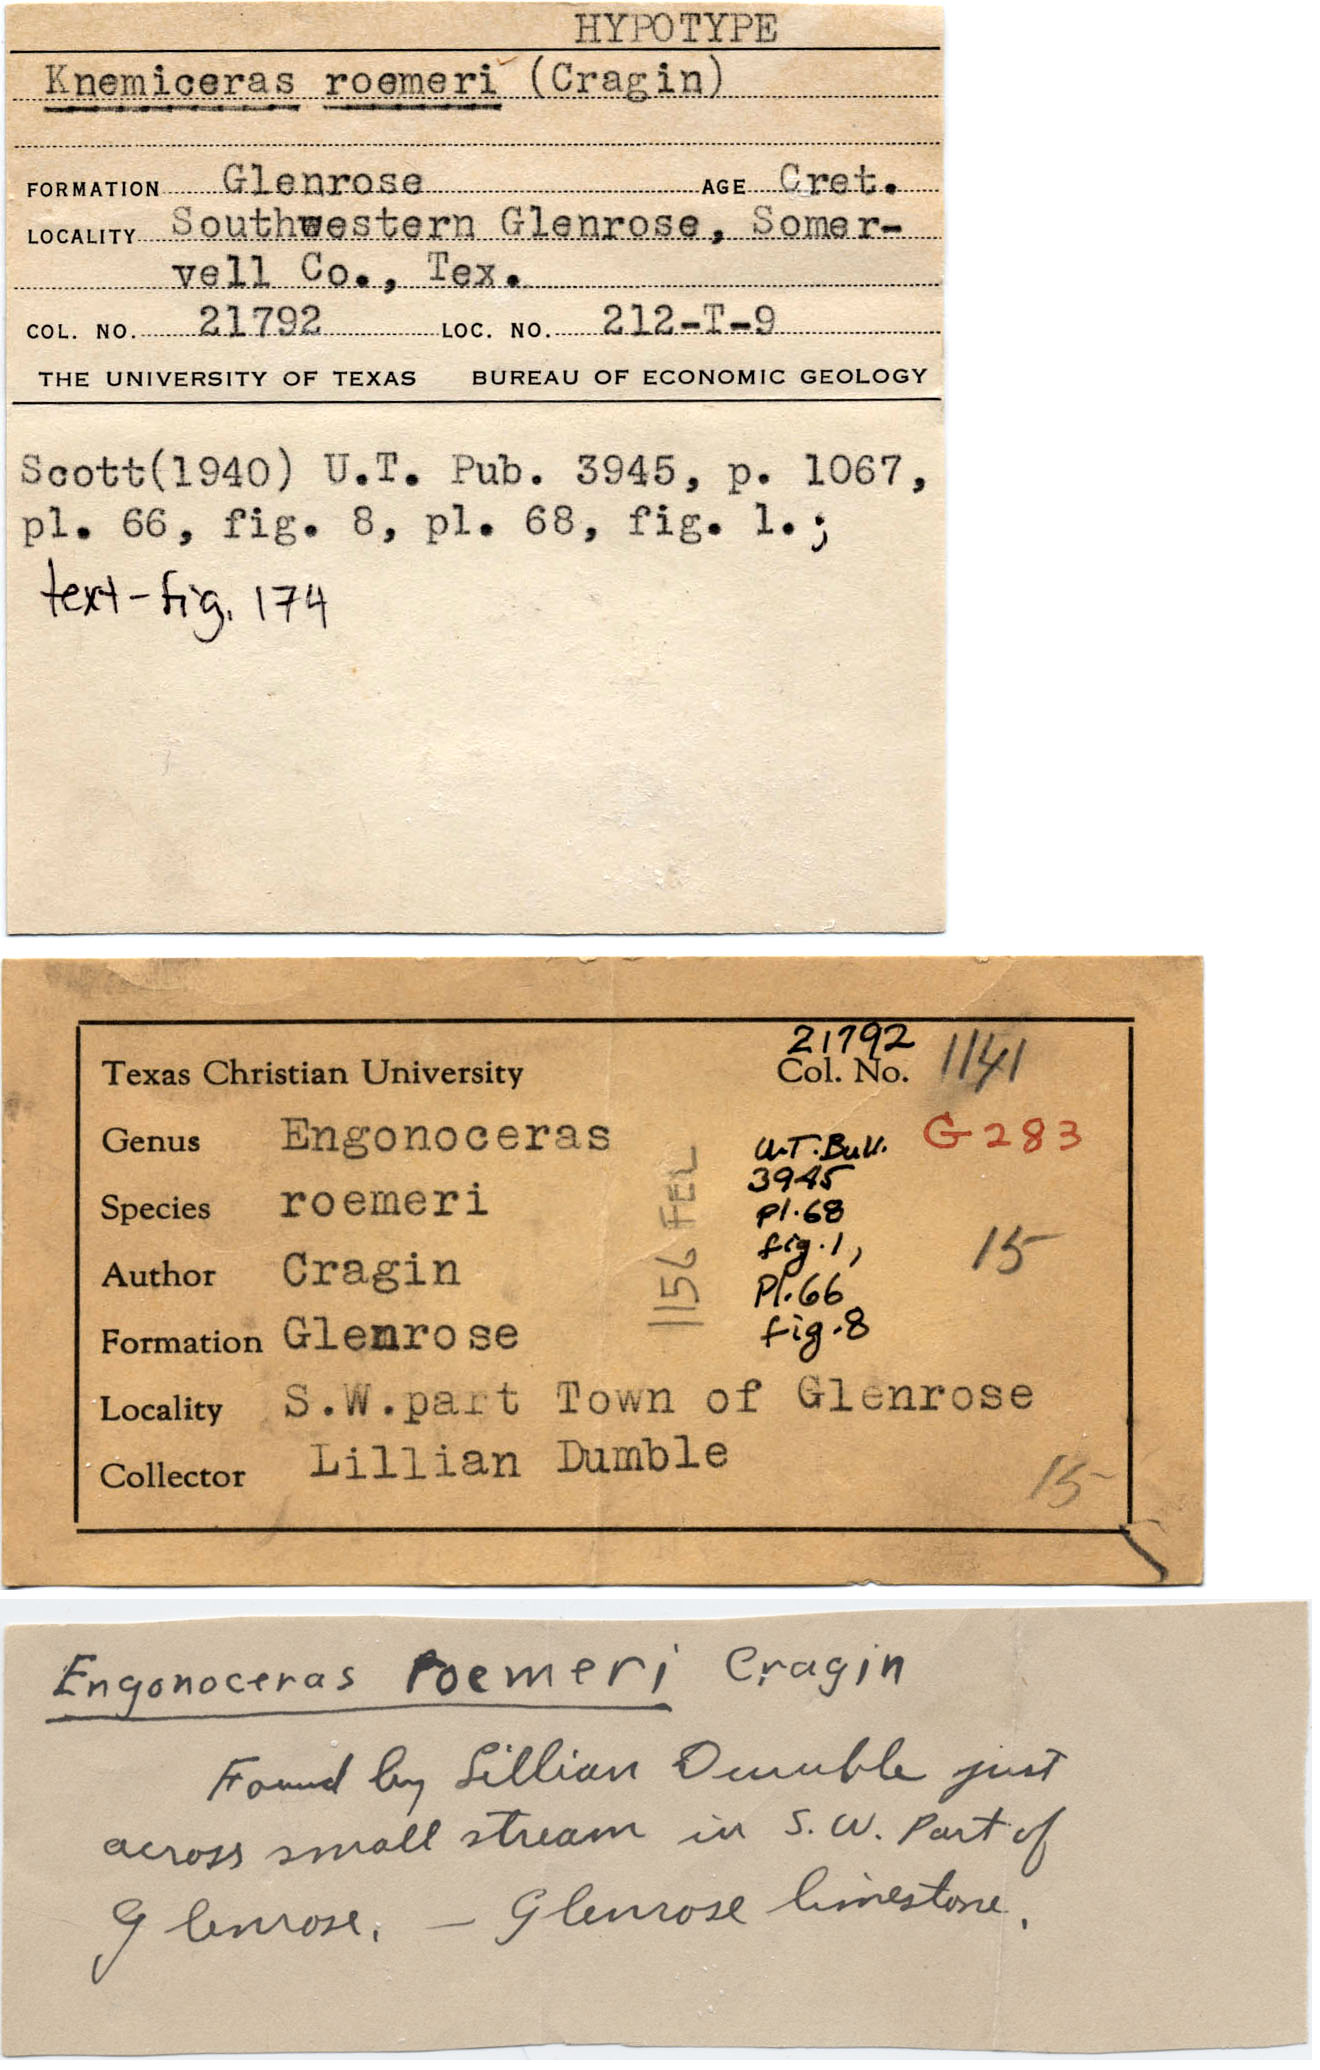 HYPOTYPE
Knemiceras roemeri (Cragin)
FORMATION Glenrose AGE Cret.
LOCALITY Southwestern Glenrose, Somer-
vell Co., Tex.
COL. NO. 21792 LOC. NO. 212-T-9
THE UNIVERSITY OF TEXAS BUREAU OF ECONOMIC GEOLOGY
Scott(1940) U.T. Pub. 3945, p. 1067,
pl. 66, fig. 8, pl. 68, fig. 1.;
text-fig. 174
21792
Texas Christian University Col. No. 1141
Genus Engonoceras
G283
U.T. Bull.
3945
pl. 68
fig. 1,
Pl. 66
fig. 8
15
1156 FEL
Species roemeri
Author Cragin
Formation Glenrose
Locality S.W.part Town of Glenrose
Collector Lillian Dumble
15
Engonoceras roemeri Cragin
Found by Lillian Dumble just
across small stream in S. W. Part of
Glenrose. — Glenrose limestone.